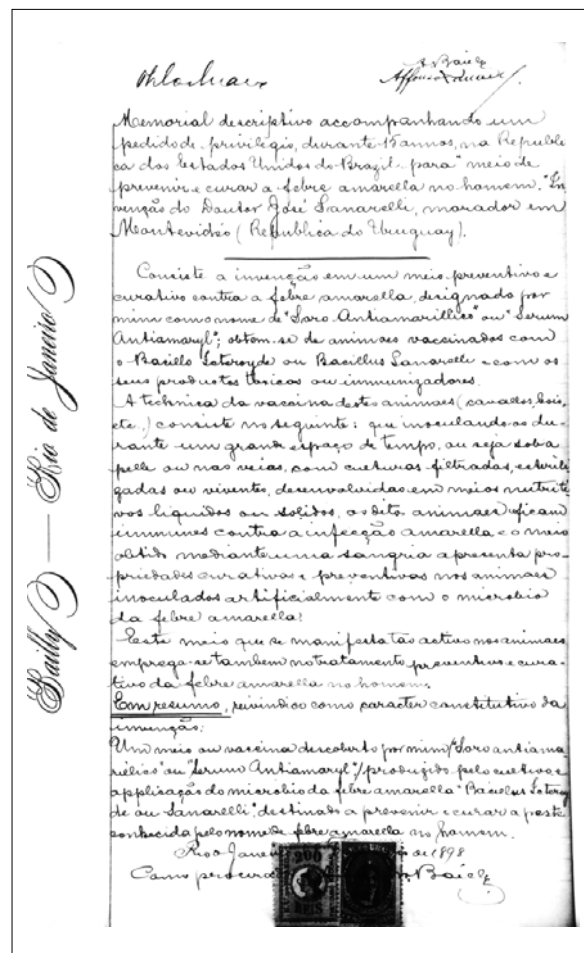 A Bailly
Memorial descriptivo accompanhando um
pedido de privilegio, durante 15 annos, na Republi
ca dos Estados Unidos do Brazil para "meio de
prevenir e curar a febre amarella no homem." In
venção do Doutor José Sanarelli, morador em
Montevidéo (Republica do Uruguay).
Consiste a invenção em um meio preventivo e
curativo contra a febre amarella, designado por
mim com o nome de "Soro Antiamarillico" ou "Serum
Antiamaryl"; obtem-se de animaes vaccinados com
o Bacillo Icteroyde ou Bacillus Sanarelli e com os
seus productos toxicos ou immunizadores.
A technica da vaccina destes animaes (cavallos, bois,
etc.) consiste no seguinte: que inoculando-os du-
rante um grande espaço de tempo, ou seja sob a
pelle ou nas veias, com culturas filtradas, esterili
zadas ou viventes, desenvolvidas em meios nutriti
vos liquidos ou solidos, os ditos animaes ficam
immunes contra a infecção amarella e o meio
obtido mediante uma sangria apresenta pro-
priedades curativas e preventivas nos animaes
inoculados artificialmente com o microbio
da febre amarella.
Este meio que se manifesta tão activo nos animaes
emprega-se tambem no tratamento preventivo e cura-
tivo da febre amarella no homem.
Em resumo, reivindico como caracter constitutivo da
invenção:
Um meio ou vaccina descoberto por mim "Soro antiama
rillico" ou "Serum Antiamaryl" produzido pelo cultivo e
applicação do microbio da febre amarella "Bacillus Icteroy
de ou Sanarelli", destinado a prevenir e curar a peste
conhecida pelo nome de febre amarella no homem.
Rio de 1898
Como Bailly
200
REIS
Bailly — Rio de Janeiro